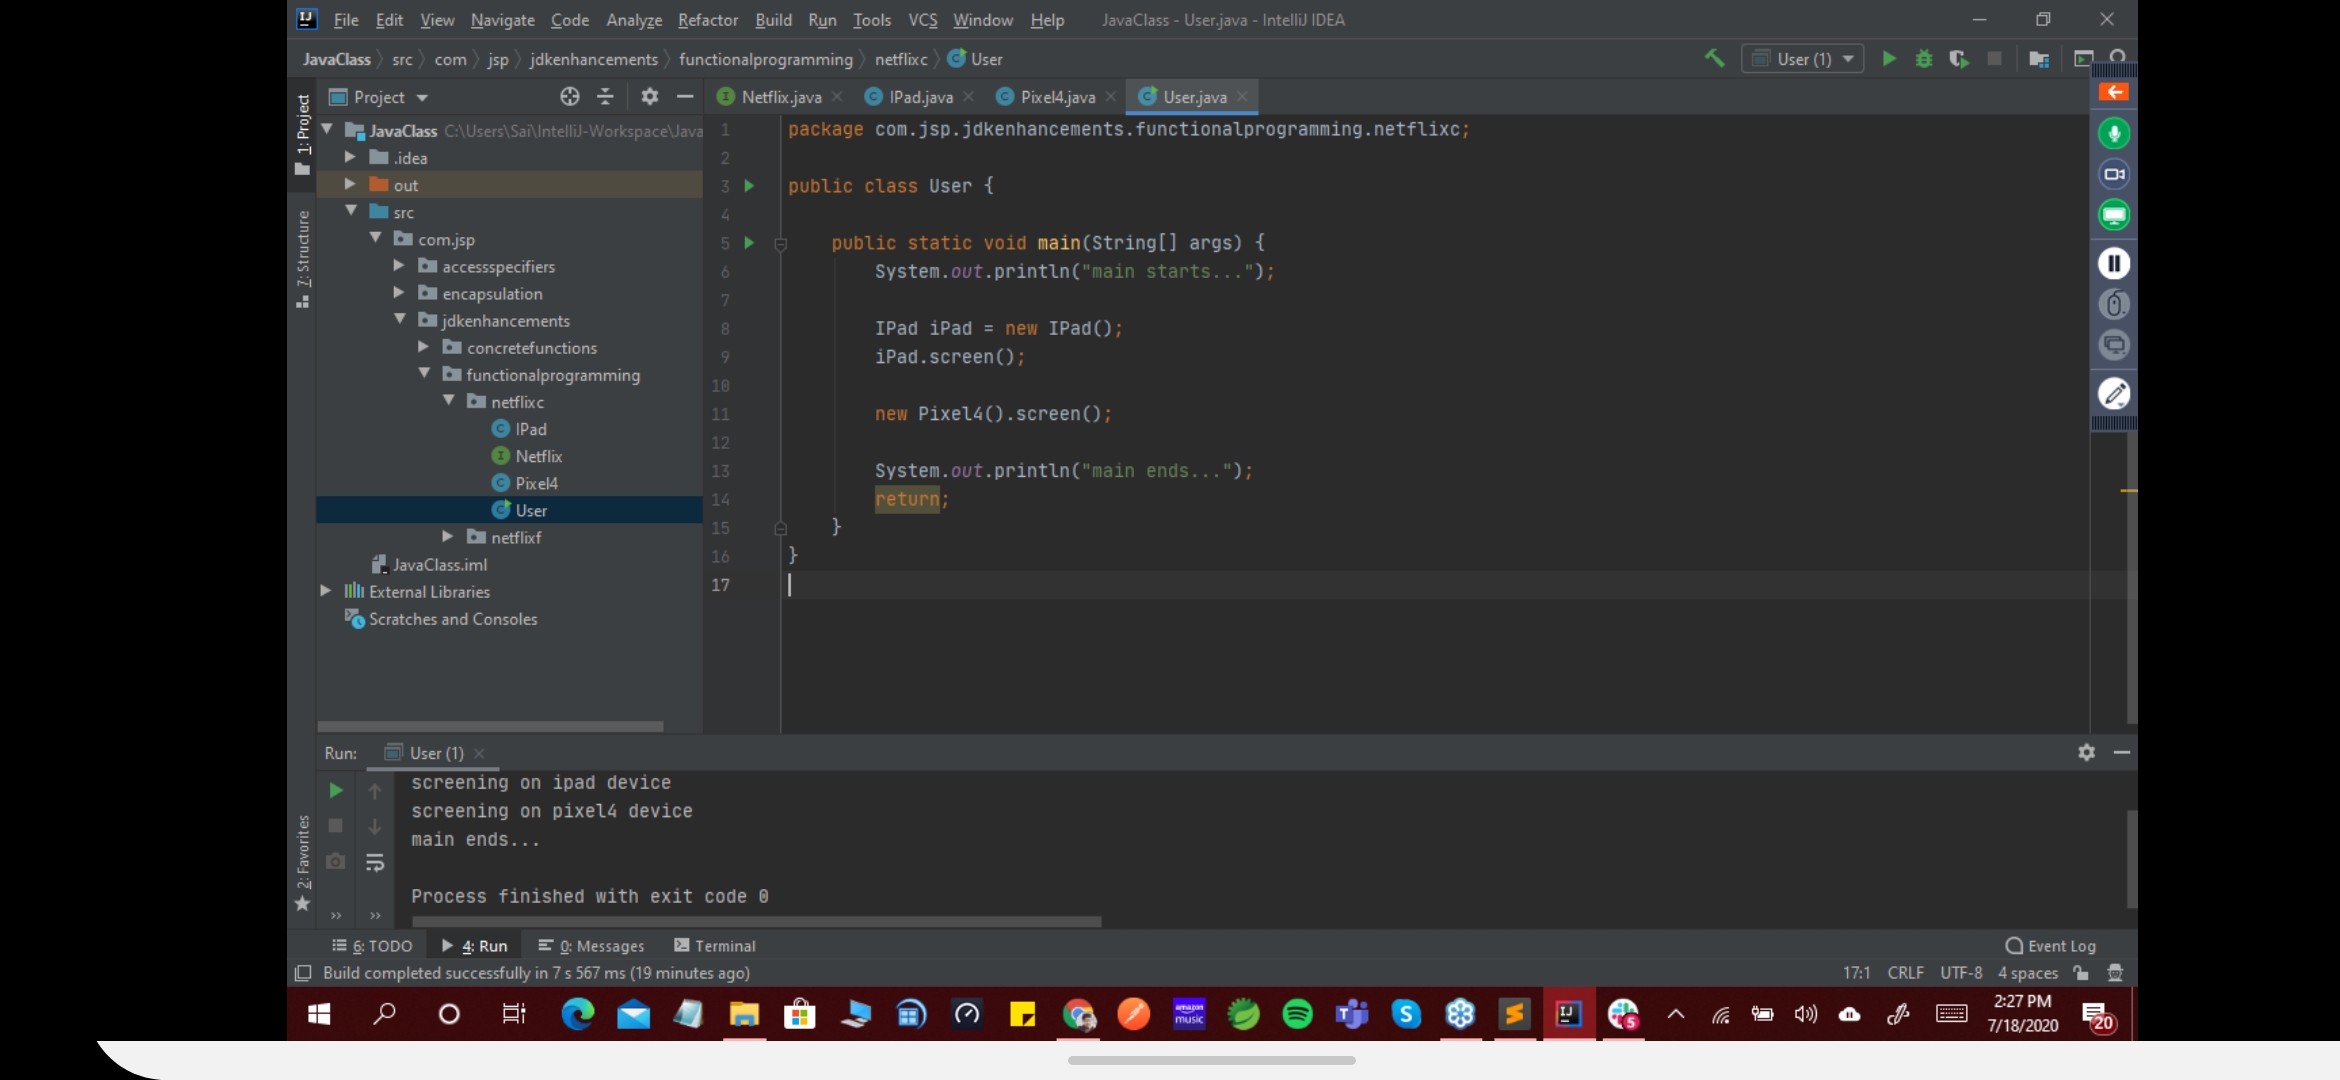 File Edit View Navigate Code Analyze Refactor Build Run Tools VCS Window Help JavaClass - User.java - IntelliJ IDEA
JavaClass src com jsp jdkenhancements functionalprogramming netflixc User User (1)
Project Netflix.java IPad.java Pixel4.java User.java
1: Project
7: Structure
2: Favorites
JavaClass C:\Users\Sai\IntelliJ-Workspace\Java
.idea
out
src
com.jsp
accessspecifiers
encapsulation
jdkenhancements
concretefunctions
functionalprogramming
netflixc
IPad
Netflix
Pixel4
User
netflixf
JavaClass.iml
External Libraries
Scratches and Consoles
1 package com.jsp.jdkenhancements.functionalprogramming.netflixc;
2
3 public class User {
4
5 public static void main(String[] args) {
6 System.out.println("main starts...");
7
8 IPad iPad = new IPad();
9 iPad.screen();
10
11 new Pixel4().screen();
12
13 System.out.println("main ends...");
14 return;
15 }
16 }
17
Run: User (1)
screening on ipad device
screening on pixel4 device
main ends...
Process finished with exit code 0
6: TODO 4: Run 0: Messages Terminal Event Log
Build completed successfully in 7 s 567 ms (19 minutes ago) 17:1 CRLF UTF-8 4 spaces
amazon
music
2:27 PM
7/18/2020
5
20